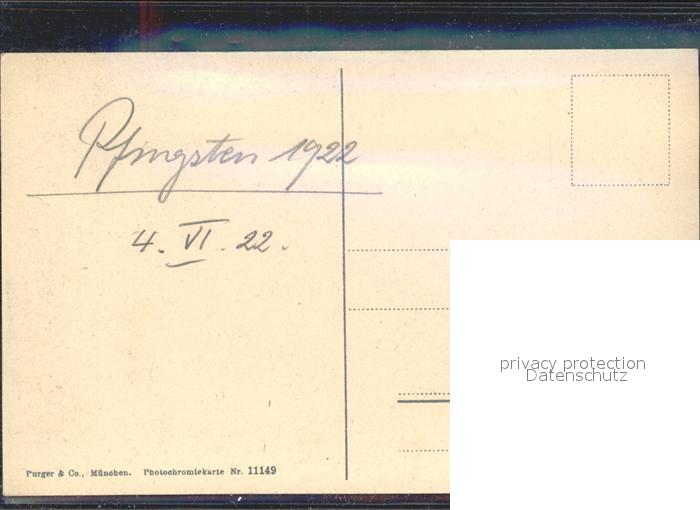 Pfingsten 1922
4. VI. 22.
privacy protection
Datenschutz
Purger & Co., München. Photochromiekarte Nr. 11149